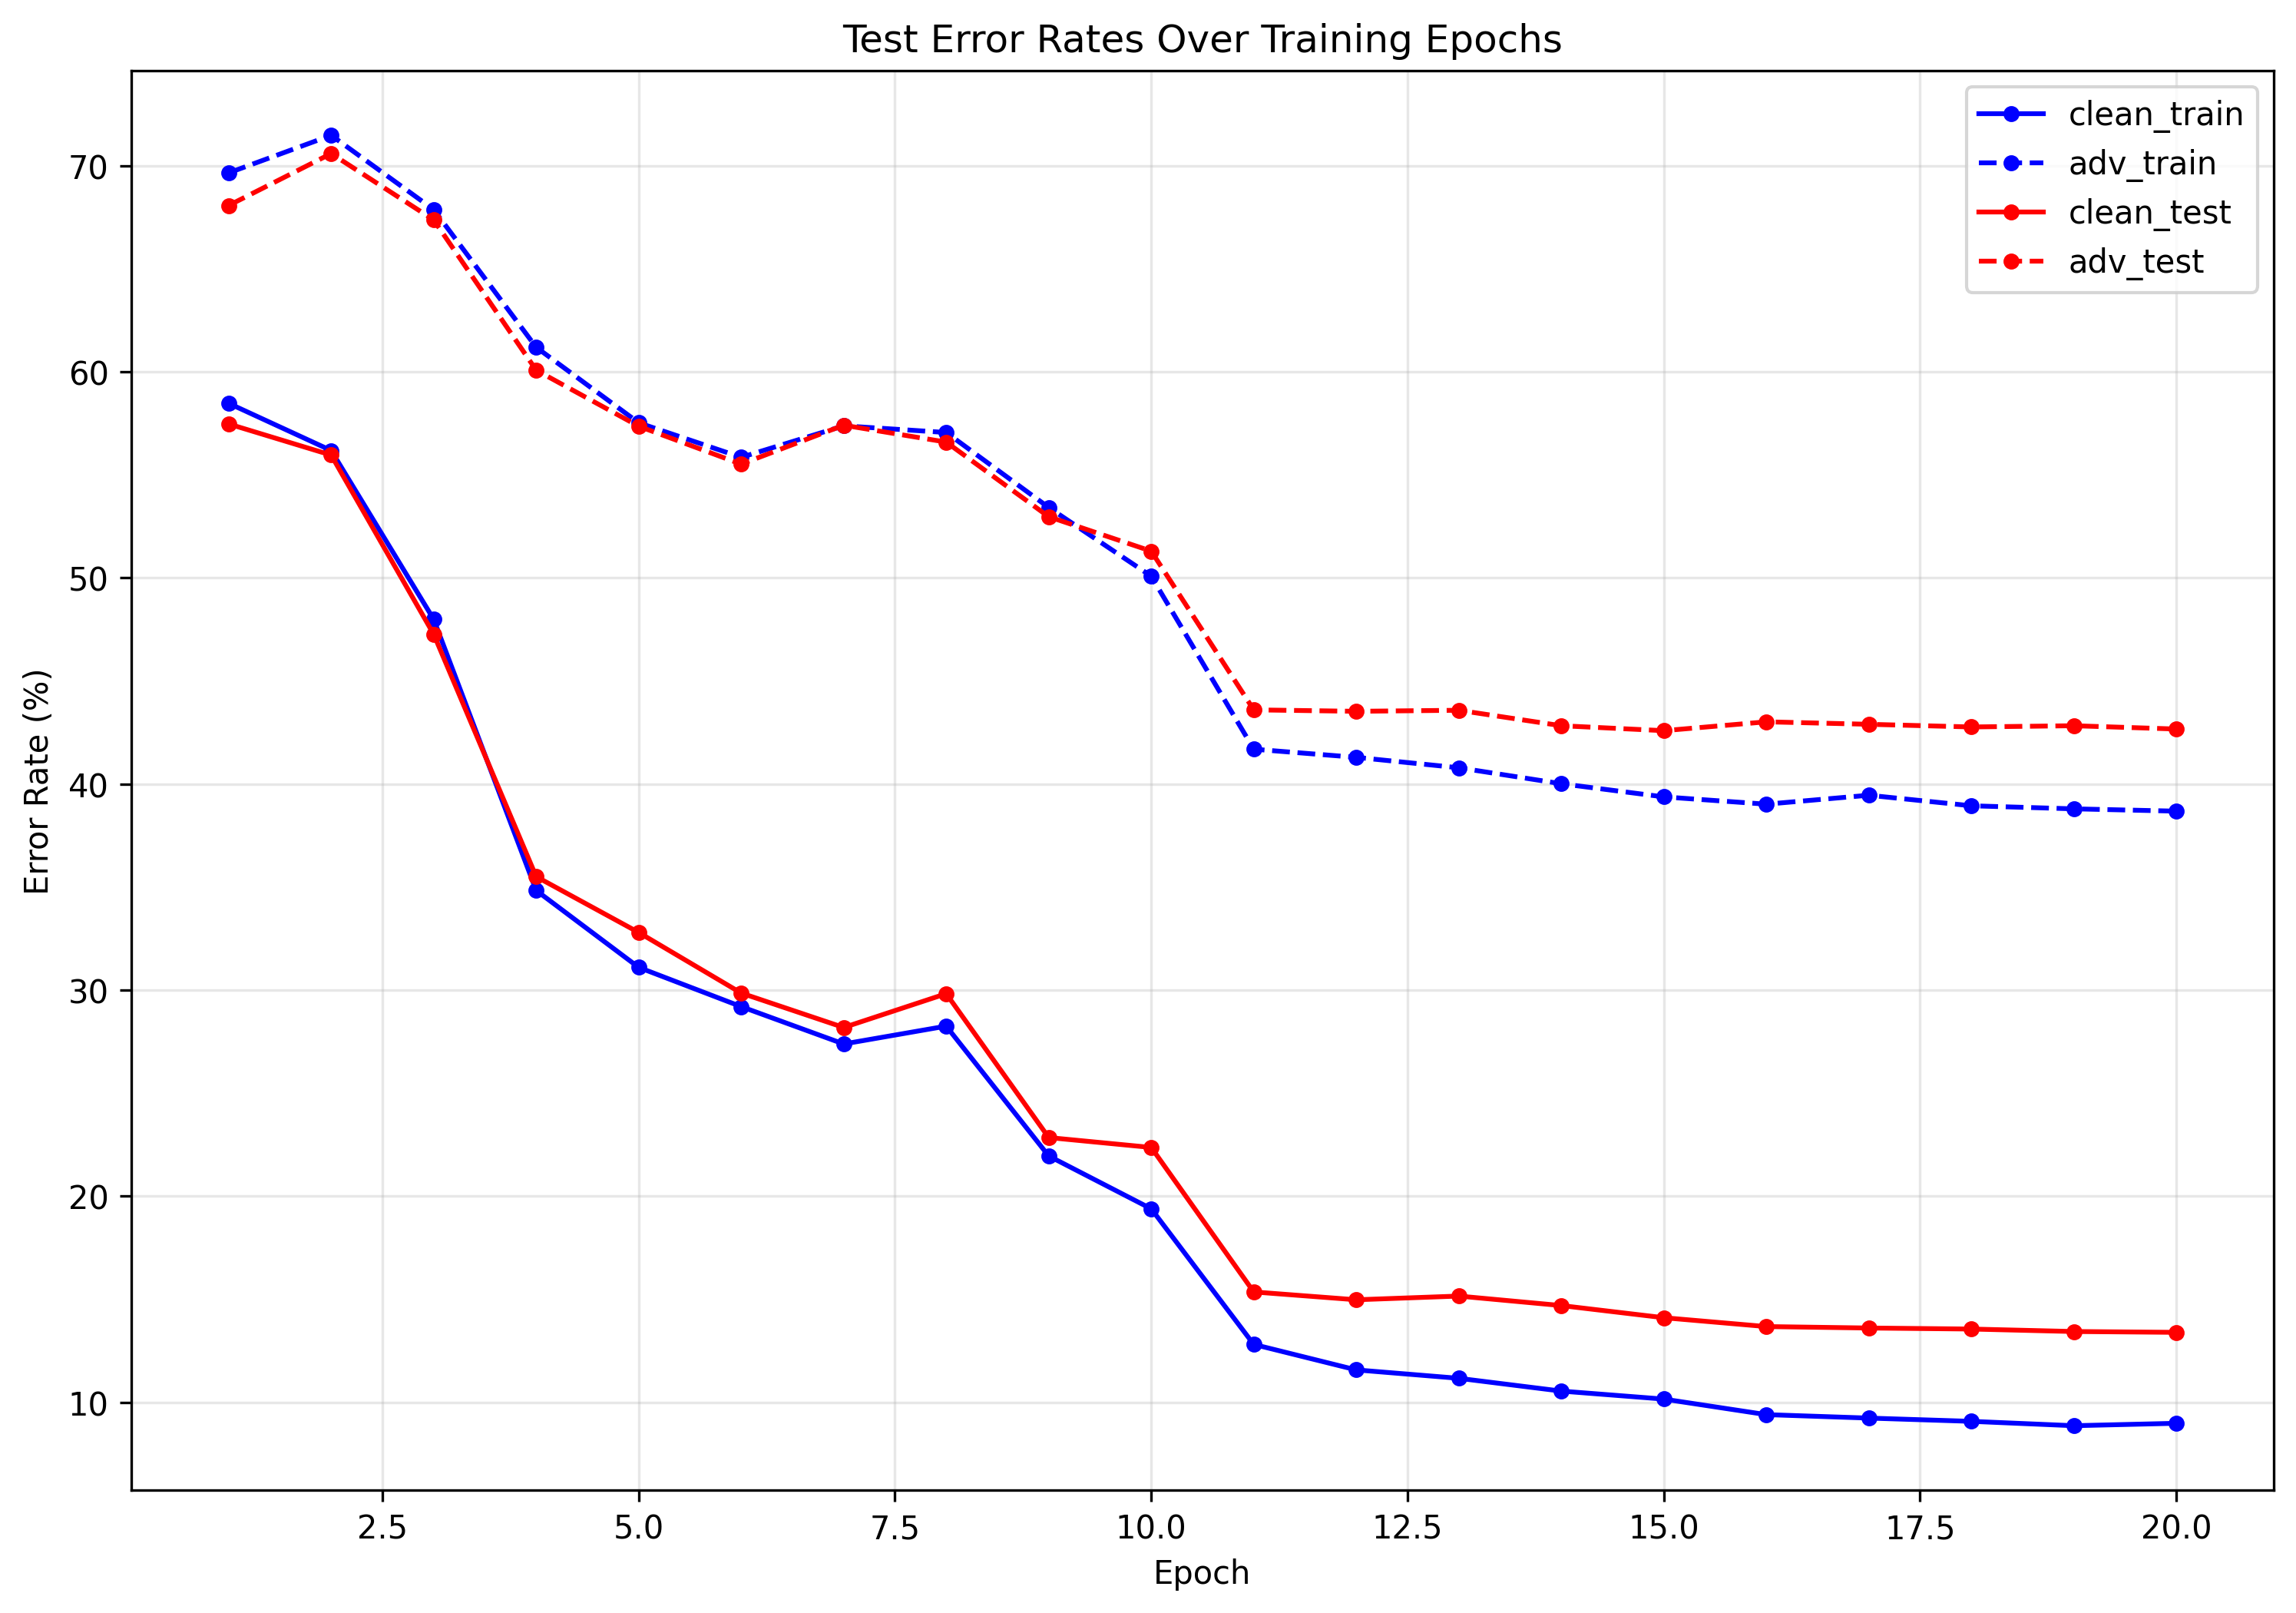 Test Error Rates Over Training Epochs
clean_train
adv_train
clean_test
adv_test
Error Rate (%)
70
60
50
40
30
20
10
2.5 5.0 7.5 10.0 12.5 15.0 17.5 20.0
Epoch